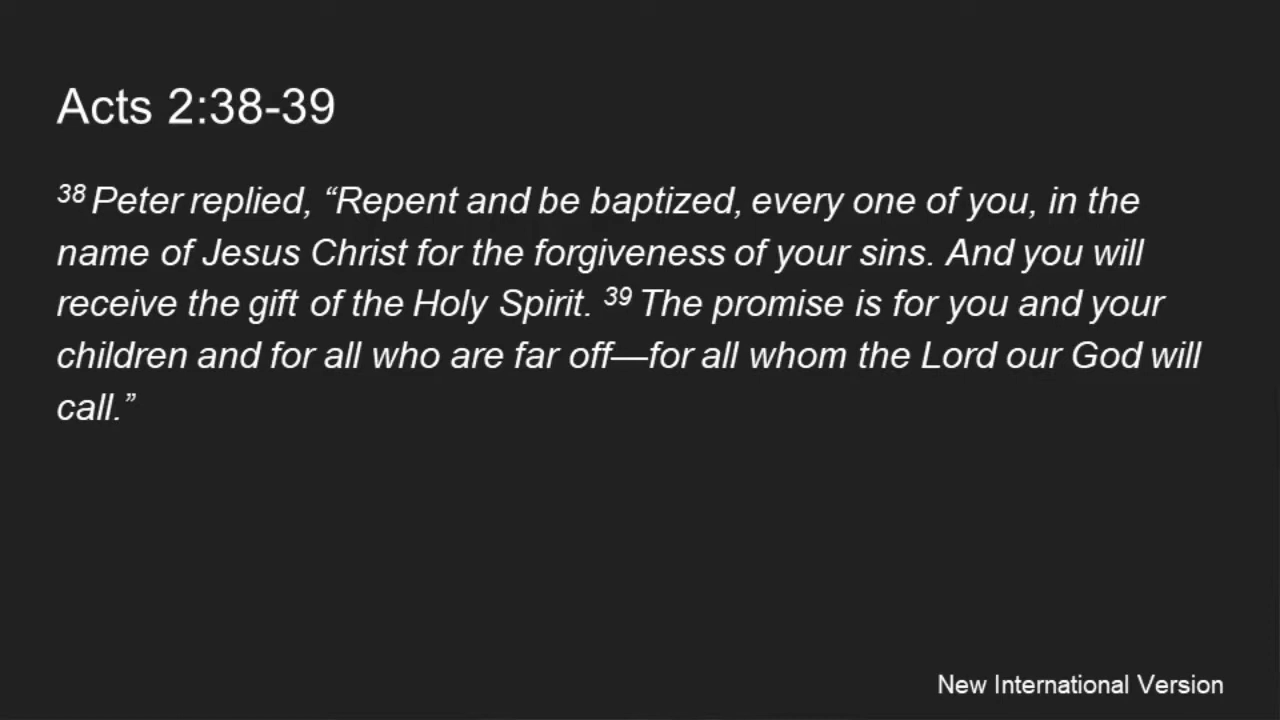 Acts 2:38-39
38 Peter replied, “Repent and be baptized, every one of you, in the
name of Jesus Christ for the forgiveness of your sins. And you will
receive the gift of the Holy Spirit. 39 The promise is for you and your
children and for all who are far off—for all whom the Lord our God will
call.”
New International Version